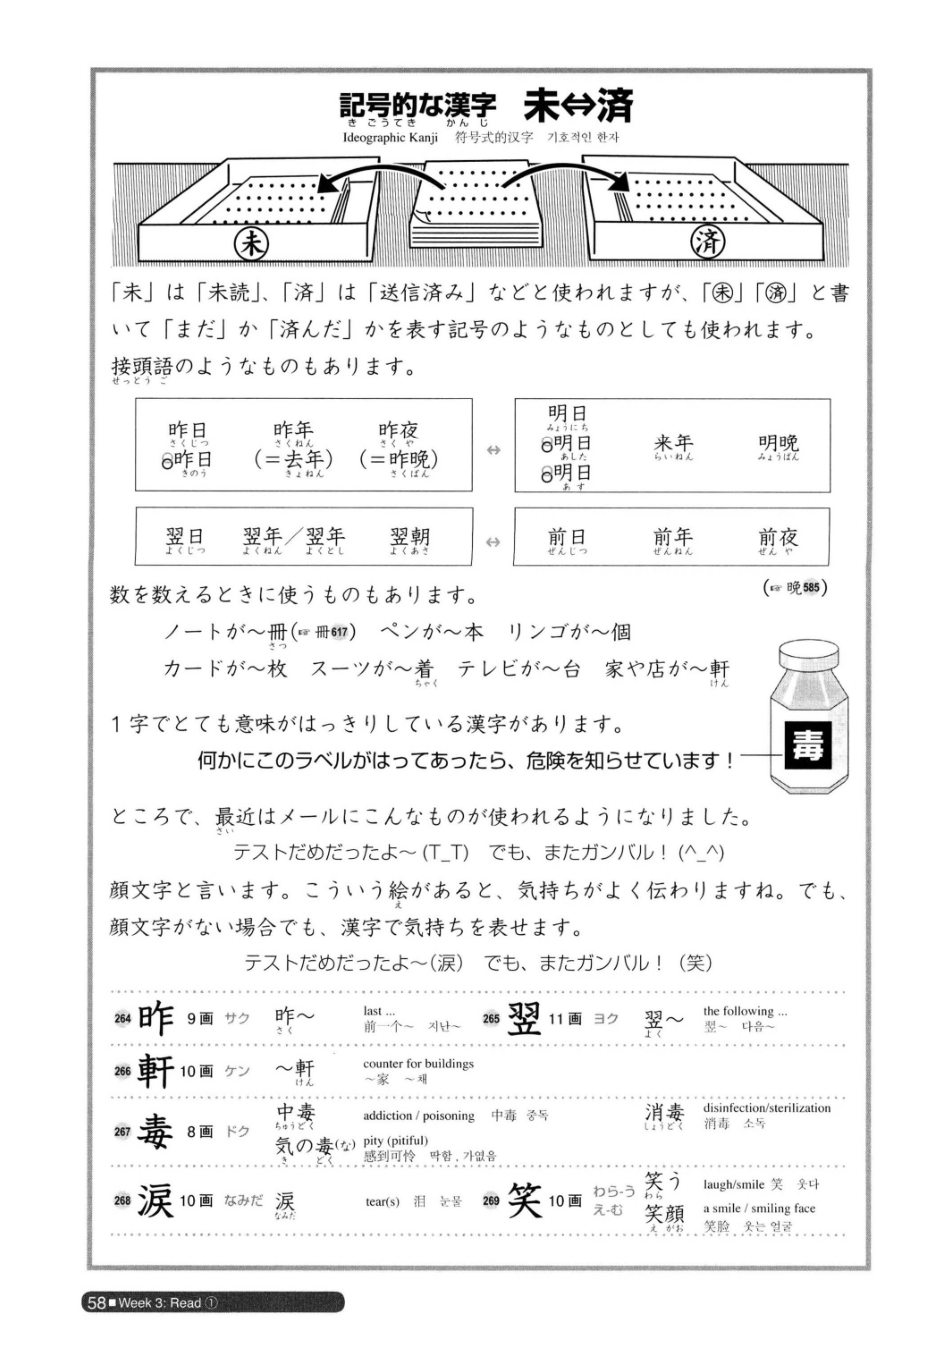 記号的な漢字 未⇔済
きごうてき かんじ
Ideographic Kanji 符号式的汉字 기호적인 한자
未
済
「未」は「未読」、「済」は「送信済み」などと使われますが、「㊤未」「済」と書
いて「まだ」か「済んだ」かを表す記号のようなものとしても使われます。
接頭語のようなものもあります。
せっとうご
昨日 昨年 昨夜
さくじつ さくねん さくや
昨日 (=去年) (=昨晩)
きのう きょねん さくばん
⇔
明日
みょうにち
明日 来年 明晩
あした らいねん みょうばん
明日
あす
翌日 翌年／翌年 翌朝
よくじつ よくねん よくとし よくあさ
⇔
前日 前年 前夜
ぜんじつ ぜんねん ぜんや
(☞ 晩585)
数を数えるときに使うものもあります。
ノートが～冊(☞ 冊617) ペンが～本 リンゴが～個
さつ
カードが～枚 スーツが～着 テレビが～台 家や店が～軒
ちゃく けん
1字でとても意味がはっきりしている漢字があります。
何かにこのラベルがはってあったら、危険を知らせています！
毒
ところで、最近はメールにこんなものが使われるようになりました。
さい
テストだめだったよ～(T_T) でも、またガンバル！(^_^)
顔文字と言います。こういう絵があると、気持ちがよく伝わりますね。でも、
え
顔文字がない場合でも、漢字で気持ちを表せます。
テストだめだったよ～(涙) でも、またガンバル！(笑)
264 昨 9画 サク 昨～ last ...
さく 前一个～ 지난～
265 翌 11画 ヨク 翌～ the following ...
よく 翌～ 다음～
266 軒 10画 ケン ～軒 counter for buildings
けん ～家 ～채
267 毒 8画 ドク 中毒 addiction / poisoning 中毒 중독
ちゅうどく
消毒 disinfection/sterilization
しょうどく 消毒 소독
気の毒(な) pity (pitiful)
き どく 感到可怜 딱함, 가엾음
268 涙 10画 なみだ 涙 tear(s) 泪 눈물
なみだ
269 笑 10画 わら-う 笑う laugh/smile 笑 웃다
わら
え-む 笑顔 a smile / smiling face
えがお 笑脸 웃는 얼굴
58 ■ Week 3: Read ①